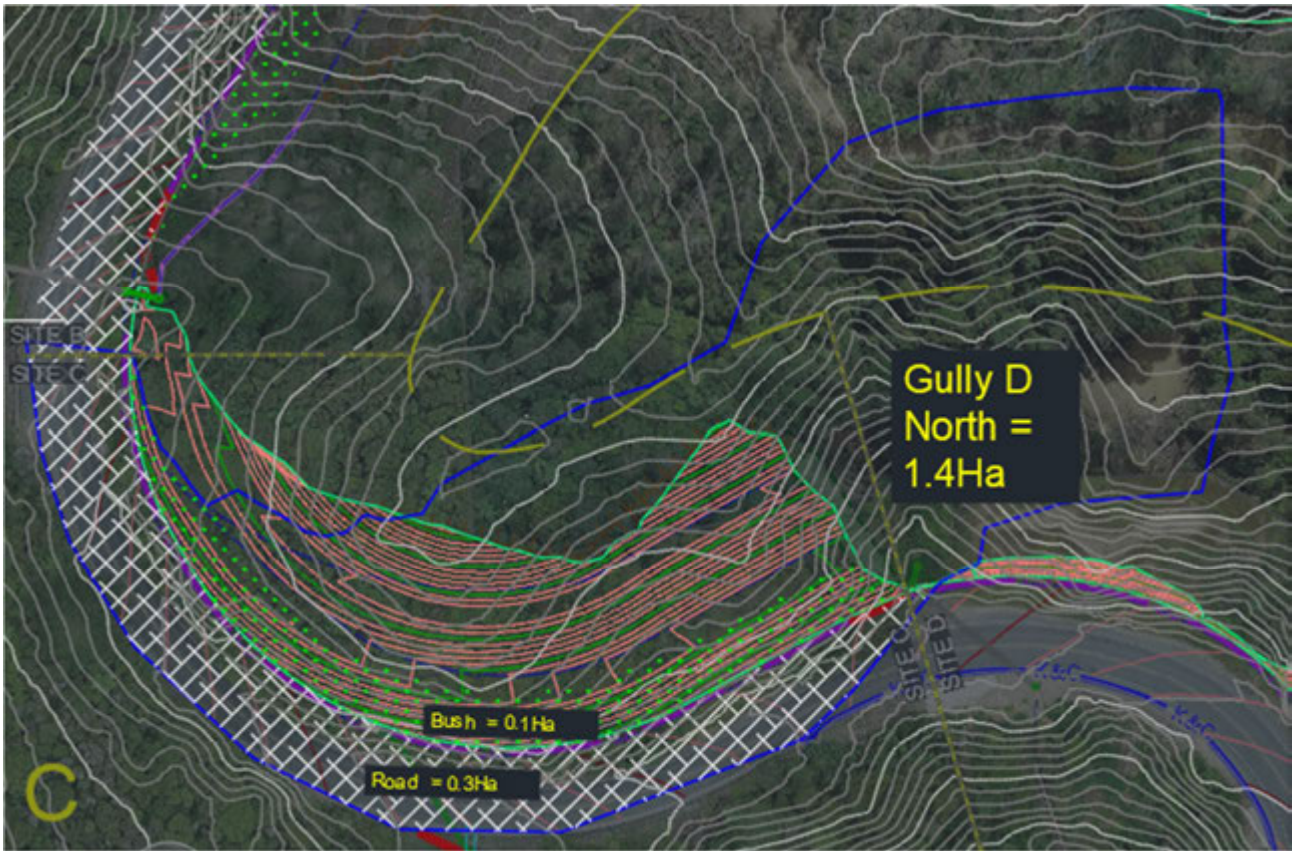 SITE B
SITE C
Gully D
North =
1.4Ha
SITE C
SITE D
K&C
K&C
Bush = 0.1Ha
Road = 0.3Ha
C